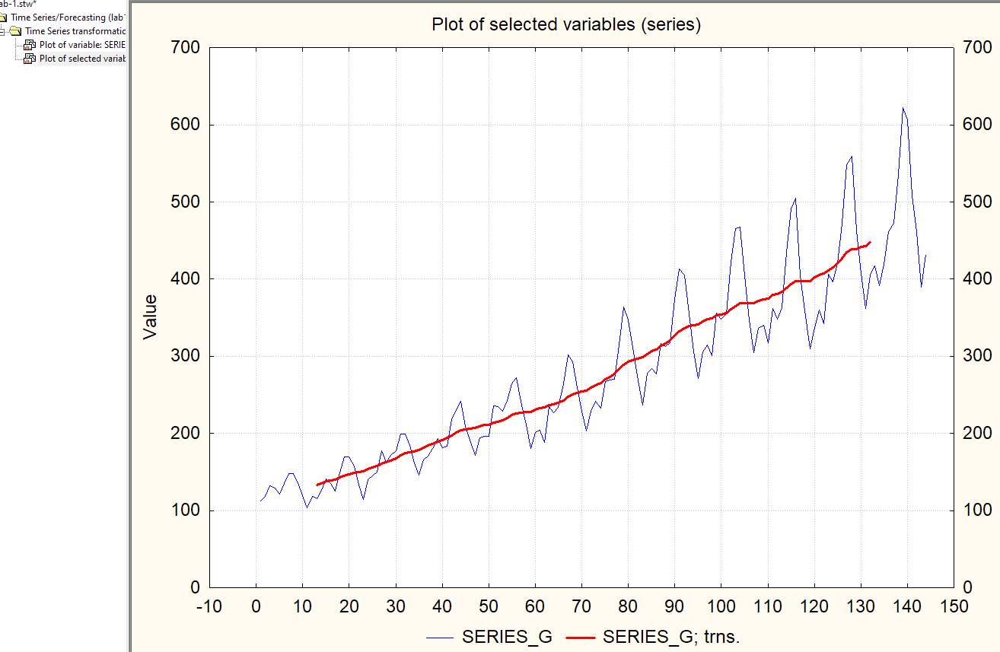 ab-1.stw*
Time Series/Forecasting (lab
Time Series transformatic
Plot of variable: SERIE
Plot of selected variab
Plot of selected variables (series)
700 700
600 600
500 500
400 400
Value
300 300
200 200
100 100
0 0
-10 0 10 20 30 40 50 60 70 80 90 100 110 120 130 140 150
SERIES_G SERIES_G; trns.